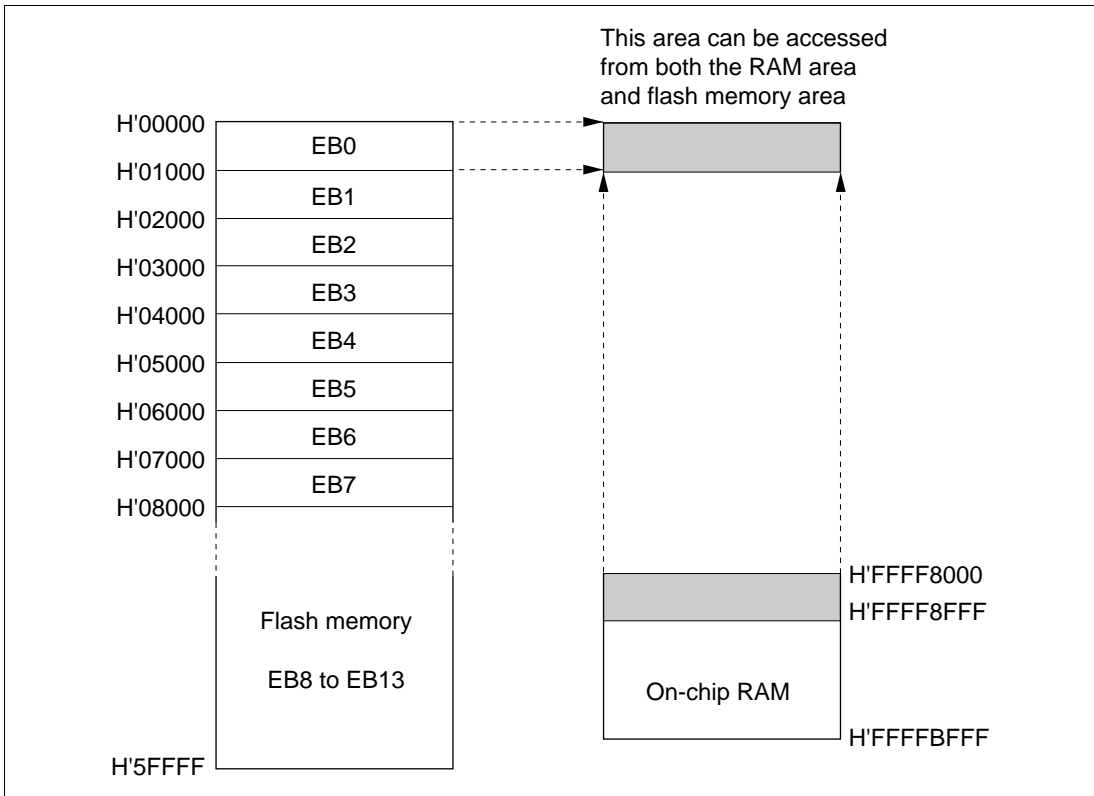 This area can be accessed
from both the RAM area
and flash memory area
H'00000
EB0
H'01000
EB1
H'02000
EB2
H'03000
EB3
H'04000
EB4
H'05000
EB5
H'06000
EB6
H'07000
EB7
H'08000
H'FFFF8000
H'FFFF8FFF
Flash memory
EB8 to EB13
On-chip RAM
H'FFFFBFFF
H'5FFFF